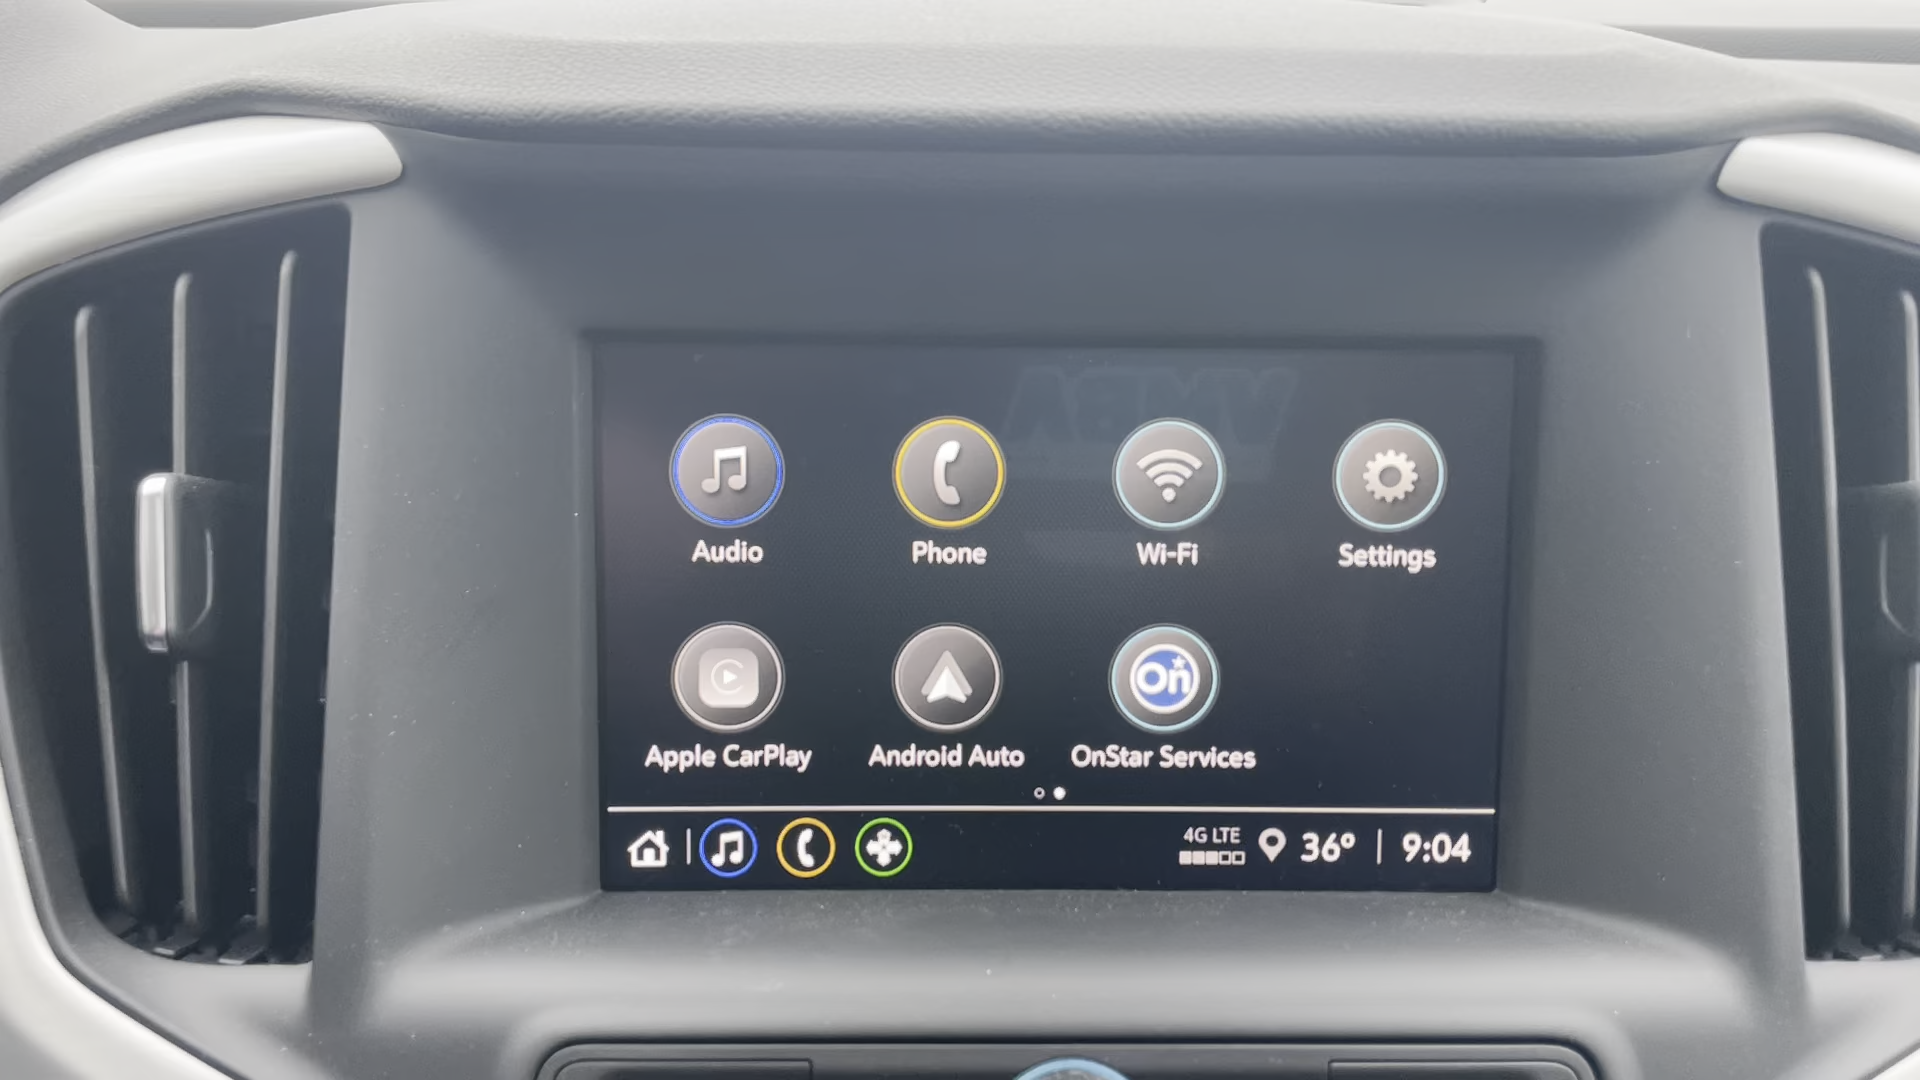 Audio Phone Wi-Fi Settings
On
Apple CarPlay Android Auto OnStar Services
4G LTE 36° | 9:04